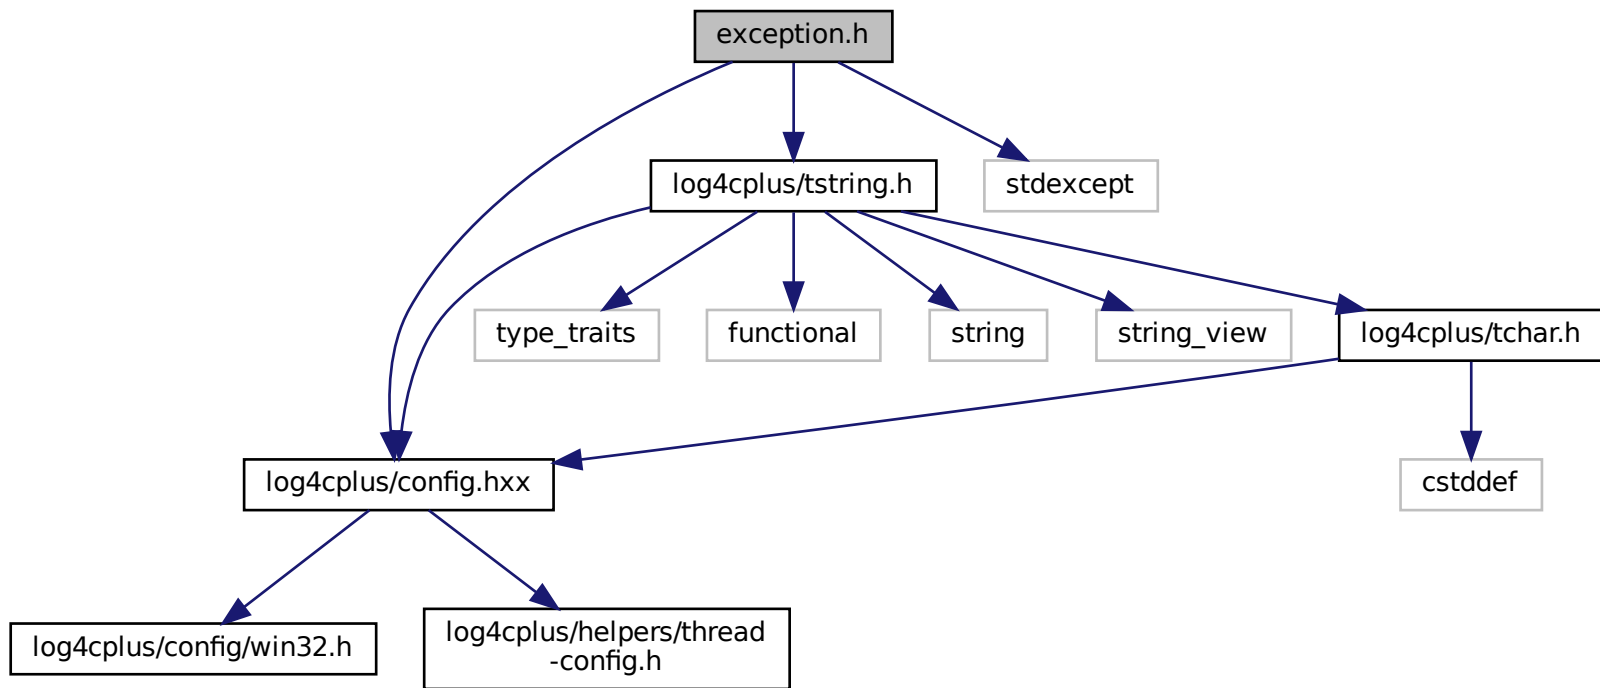 exception.h
log4cplus/tstring.h
stdexcept
type_traits
functional
string
string_view
log4cplus/tchar.h
log4cplus/config.hxx
cstddef
log4cplus/config/win32.h
log4cplus/helpers/thread
-config.h